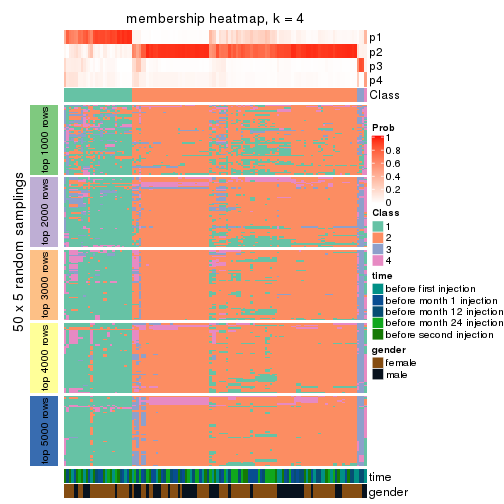 membership heatmap, k = 4
p1
p2
p3
p4
Class
50 x 5 random samplings
top 1000 rows
top 2000 rows
top 3000 rows
top 4000 rows
top 5000 rows
time
gender
Prob
1
0.8
0.6
0.4
0.2
0
Class
1
2
3
4
time
before first injection
before month 1 injection
before month 12 injection
before month 24 injection
before second injection
gender
female
male